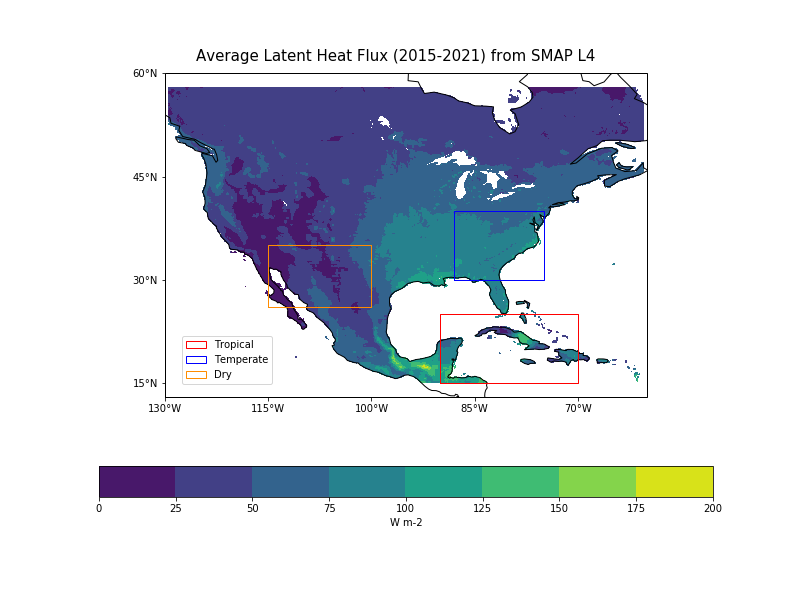 Average Latent Heat Flux (2015-2021) from SMAP L4
60°N
45°N
30°N
15°N
Tropical
Temperate
Dry
130°W 115°W 100°W 85°W 70°W
0 25 50 75 100 125 150 175 200
W m-2